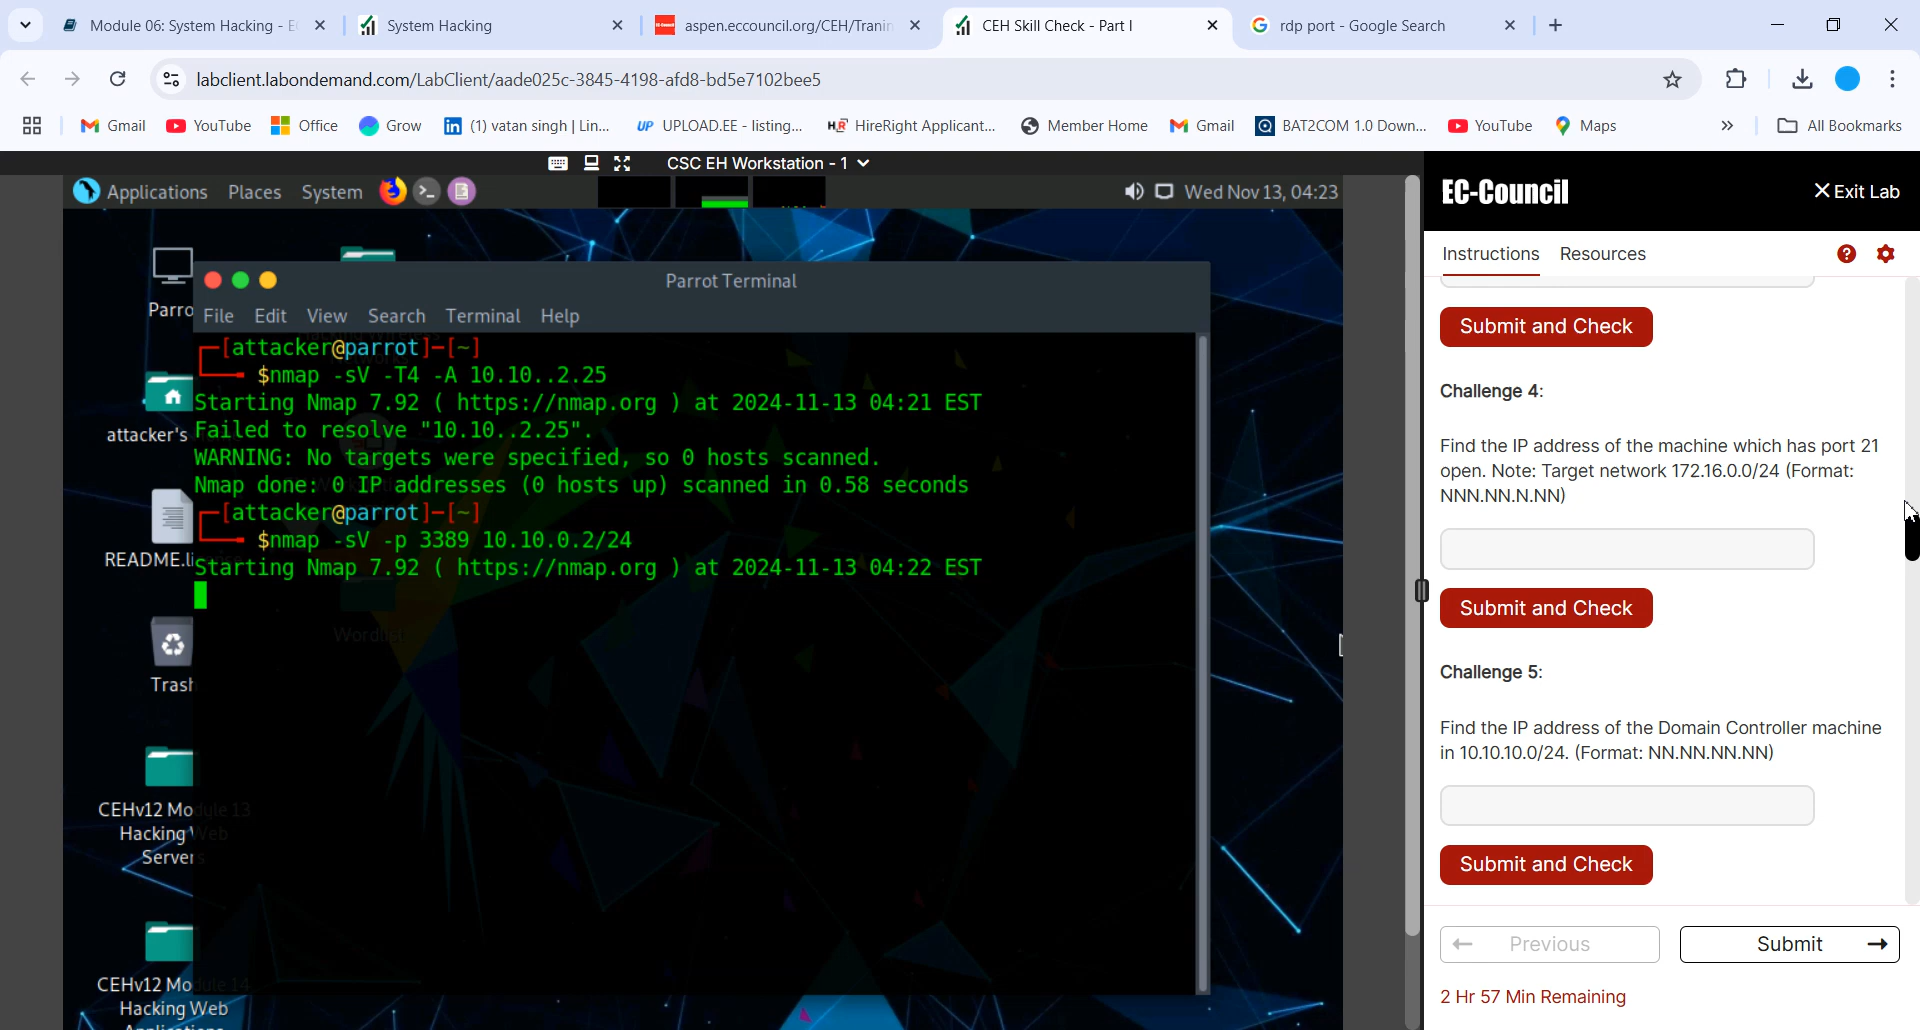 Module 06: System Hacking - E
System Hacking
aspen.eccouncil.org/CEH/Tranin
CEH Skill Check - Part I
rdp port - Google Search
labclient.labondemand.com/LabClient/aade025c-3845-4198-afd8-bd5e7102bee5
Gmail
YouTube
Office
Grow
(1) vatan singh | Lin...
UP UPLOAD.EE - listing...
HireRight Applicant...
Member Home
Gmail
BAT2COM 1.0 Down...
YouTube
Maps
All Bookmarks
CSC EH Workstation - 1
Applications Places System
Wed Nov 13, 04:23
Parro
attacker's
README.li
Trash
CEHv12 Module 13
Hacking Web
Servers
CEHv12 Module 14
Hacking Web
Wordlist
Parrot Terminal
File Edit View Search Terminal Help
[attacker@parrot]-[~]
$nmap -sV -T4 -A 10.10..2.25
Starting Nmap 7.92 ( https://nmap.org ) at 2024-11-13 04:21 EST
Failed to resolve "10.10..2.25".
WARNING: No targets were specified, so 0 hosts scanned.
Nmap done: 0 IP addresses (0 hosts up) scanned in 0.58 seconds
[attacker@parrot]-[~]
$nmap -sV -p 3389 10.10.0.2/24
Starting Nmap 7.92 ( https://nmap.org ) at 2024-11-13 04:22 EST
EC-Council
Exit Lab
Instructions Resources
Submit and Check
Challenge 4:
Find the IP address of the machine which has port 21
open. Note: Target network 172.16.0.0/24 (Format:
NNN.NN.N.NN)
Submit and Check
Challenge 5:
Find the IP address of the Domain Controller machine
in 10.10.10.0/24. (Format: NN.NN.NN.NN)
Submit and Check
Previous
Submit
2 Hr 57 Min Remaining